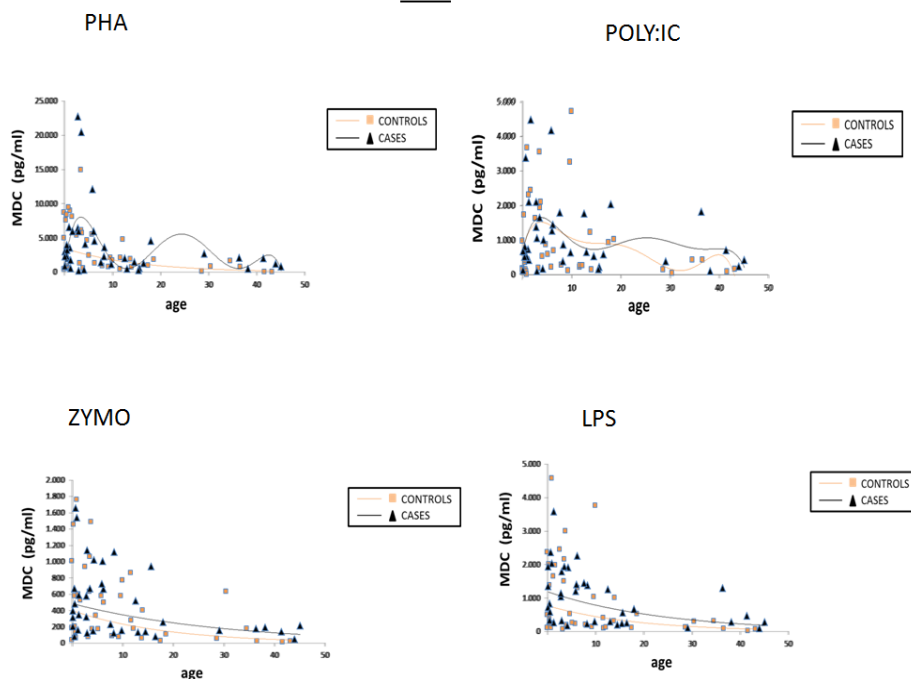 PHA
POLY:IC
MDC (pg/ml)
25.000
20.000
15.000
10.000
5.000
0
0 10 20 30 40 50
age
CONTROLS
CASES
MDC (pg/ml)
5.000
4.000
3.000
2.000
1.000
0
0 10 20 30 40 50
age
CONTROLS
CASES
ZYMO
LPS
MDC (pg/ml)
2.000
1.800
1.600
1.400
1.200
1.000
800
600
400
200
0
0 10 20 30 40 50
age
CONTROLS
CASES
MDC (pg/ml)
5.000
4.000
3.000
2.000
1.000
0
0 10 20 30 40 50
age
CONTROLS
CASES